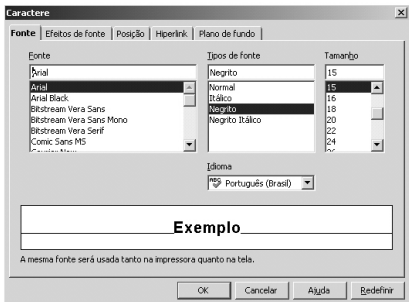 Caractere
Fonte Efeitos de fonte Posição Hiperlink Plano de fundo
Fonte Tipos de fonte Tamanho
Arial Negrito 15
Arial Normal 15
Arial Black Itálico 16
Bitstream Vera Sans Negrito 18
Bitstream Vera Sans Mono Negrito Itálico 20
Bitstream Vera Serif 22
Comic Sans MS 24
Courier New 26
Idioma
Português (Brasil)
Exemplo
A mesma fonte será usada tanto na impressora quanto na tela.
OK Cancelar Ajuda Redefinir